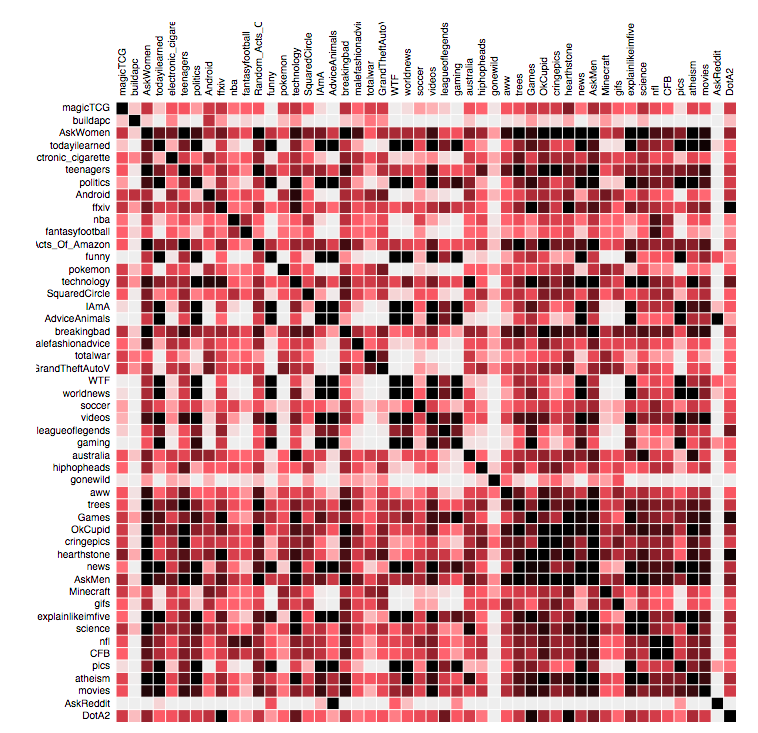 magicTCG
buildapc
AskWomen
todayilearned
electronic_cigare
teenagers
politics
Android
ffxiv
nba
fantasyfootball
Random_Acts_C
funny
pokemon
technology
SquaredCircle
IAmA
AdviceAnimals
breakingbad
malefashionadvi
totalwar
GrandTheftAutoV
WTF
worldnews
soccer
videos
leagueoflegends
gaming
australia
hiphopheads
gonewild
aww
trees
Games
OkCupid
cringepics
hearthstone
news
AskMen
Minecraft
gifs
explainlikeimfive
science
nfl
CFB
pics
atheism
movies
AskReddit
DotA2
magicTCG
buildapc
AskWomen
todayilearned
ctronic_cigarette
teenagers
politics
Android
ffxiv
nba
fantasyfootball
Acts_Of_Amazon
funny
pokemon
technology
SquaredCircle
IAmA
AdviceAnimals
breakingbad
alefashionadvice
totalwar
GrandTheftAutoV
WTF
worldnews
soccer
videos
leagueoflegends
gaming
australia
hiphopheads
gonewild
aww
trees
Games
OkCupid
cringepics
hearthstone
news
AskMen
Minecraft
gifs
explainlikeimfive
science
nfl
CFB
pics
atheism
movies
AskReddit
DotA2